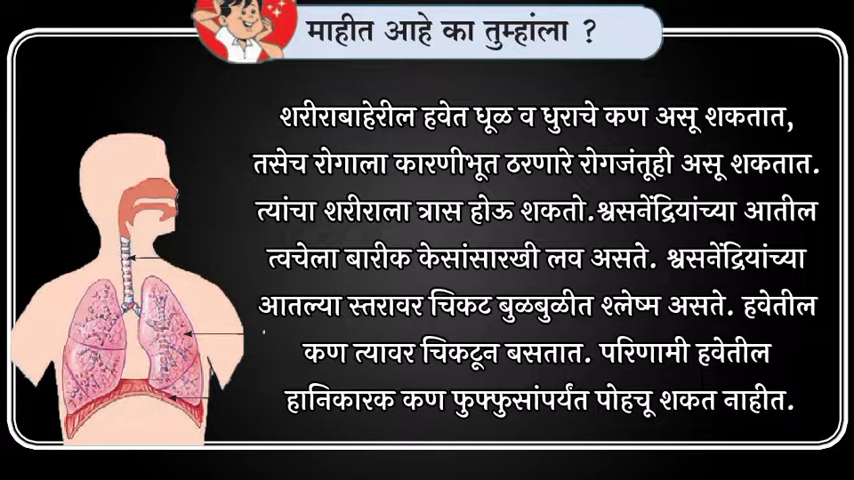 माहीत आहे का तुम्हांला ?
शरीराबाहेरील हवेत धूळ व धुराचे कण असू शकतात,
तसेच रोगाला कारणीभूत ठरणारे रोगजंतूही असू शकतात.
त्यांचा शरीराला त्रास होऊ शकतो.श्वसनेंद्रियांच्या आतील
त्वचेला बारीक केसांसारखी लव असते. श्वसनेंद्रियांच्या
आतल्या स्तरावर चिकट बुळबुळीत श्लेष्म असते. हवेतील
कण त्यावर चिकटून बसतात. परिणामी हवेतील
हानिकारक कण फुफ्फुसांपर्यंत पोहचू शकत नाहीत.